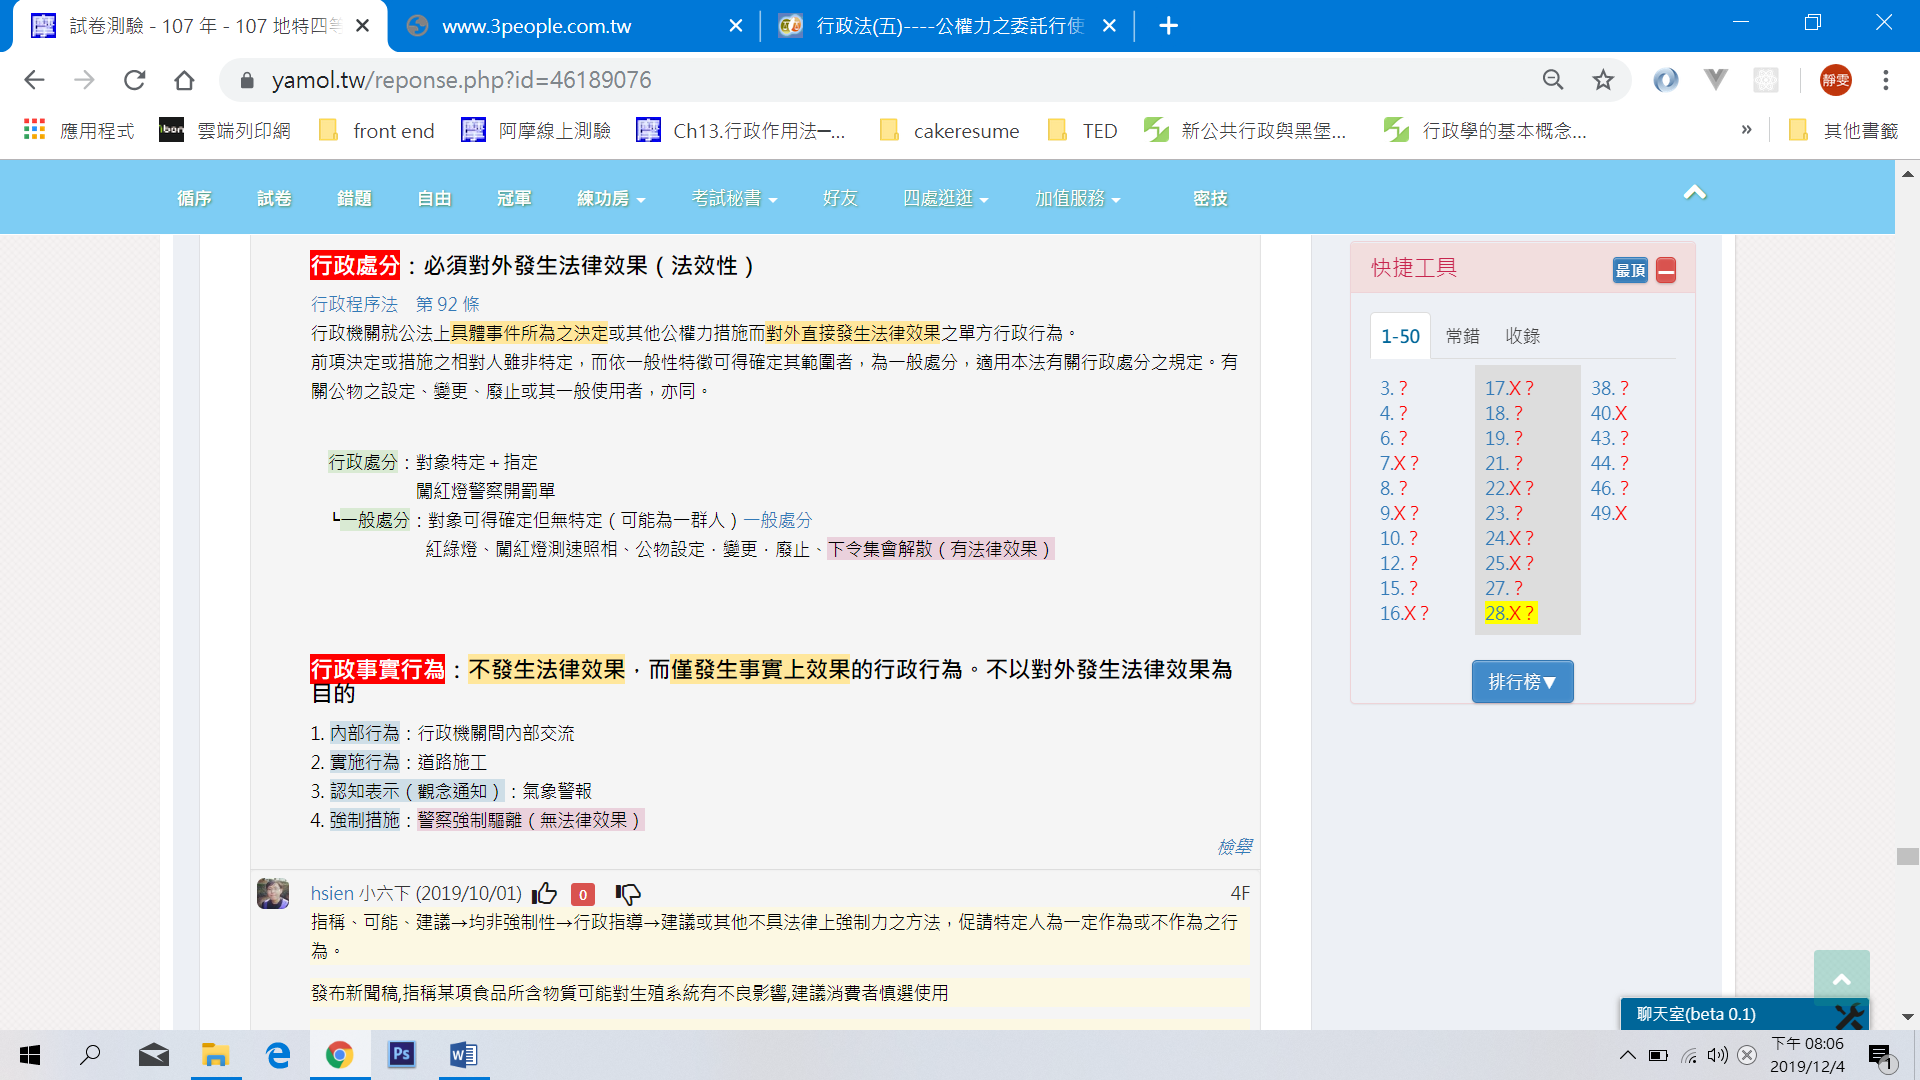 試卷測驗 - 107 年 - 107 地特四等
www.3people.com.tw
行政法(五)----公權力之委託行使
yamol.tw/reponse.php?id=46189076
靜雯
應用程式
ibon
雲端列印網
front end
摩
阿摩線上測驗
摩
Ch13.行政作用法一...
cakeresume
TED
新公共行政與黑堡...
行政學的基本概念...
»
其他書籤
循序
試卷
錯題
自由
冠軍
練功房
考試秘書
好友
四處逛逛
加值服務
密技
行政處分：必須對外發生法律效果（法效性）
行政程序法 第 92 條
行政機關就公法上具體事件所為之決定或其他公權力措施而對外直接發生法律效果之單方行政行為。
前項決定或措施之相對人雖非特定，而依一般性特徵可得確定其範圍者，為一般處分，適用本法有關行政處分之規定。有
關公物之設定、變更、廢止或其一般使用者，亦同。
行政處分：對象特定＋指定
闖紅燈警察開罰單
┗一般處分：對象可得確定但無特定（可能為一群人）一般處分
紅綠燈、闖紅燈測速照相、公物設定．變更．廢止、下令集會解散（有法律效果）
行政事實行為：不發生法律效果，而僅發生事實上效果的行政行為。不以對外發生法律效果為
目的
1. 內部行為：行政機關間內部交流
2. 實施行為：道路施工
3. 認知表示（觀念通知）：氣象警報
4. 強制措施：警察強制驅離（無法律效果）
檢舉
hsien 小六下 (2019/10/01) 0 4F
指稱、可能、建議→均非強制性→行政指導→建議或其他不具法律上強制力之方法，促請特定人為一定作為或不作為之行
為。
發布新聞稿,指稱某項食品所含物質可能對生殖系統有不良影響,建議消費者慎選使用
快捷工具
最頂
1-50 常錯 收錄
3. ?
4. ?
6. ?
7.X ?
8. ?
9.X ?
10. ?
12. ?
15. ?
16.X ?
17.X ?
18. ?
19. ?
21. ?
22.X ?
23. ?
24.X ?
25.X ?
27. ?
28.X ?
38. ?
40.X
43. ?
44. ?
46. ?
49.X
排行榜▼
聊天室(beta 0.1)
Ps
下午 08:06
2019/12/4
1